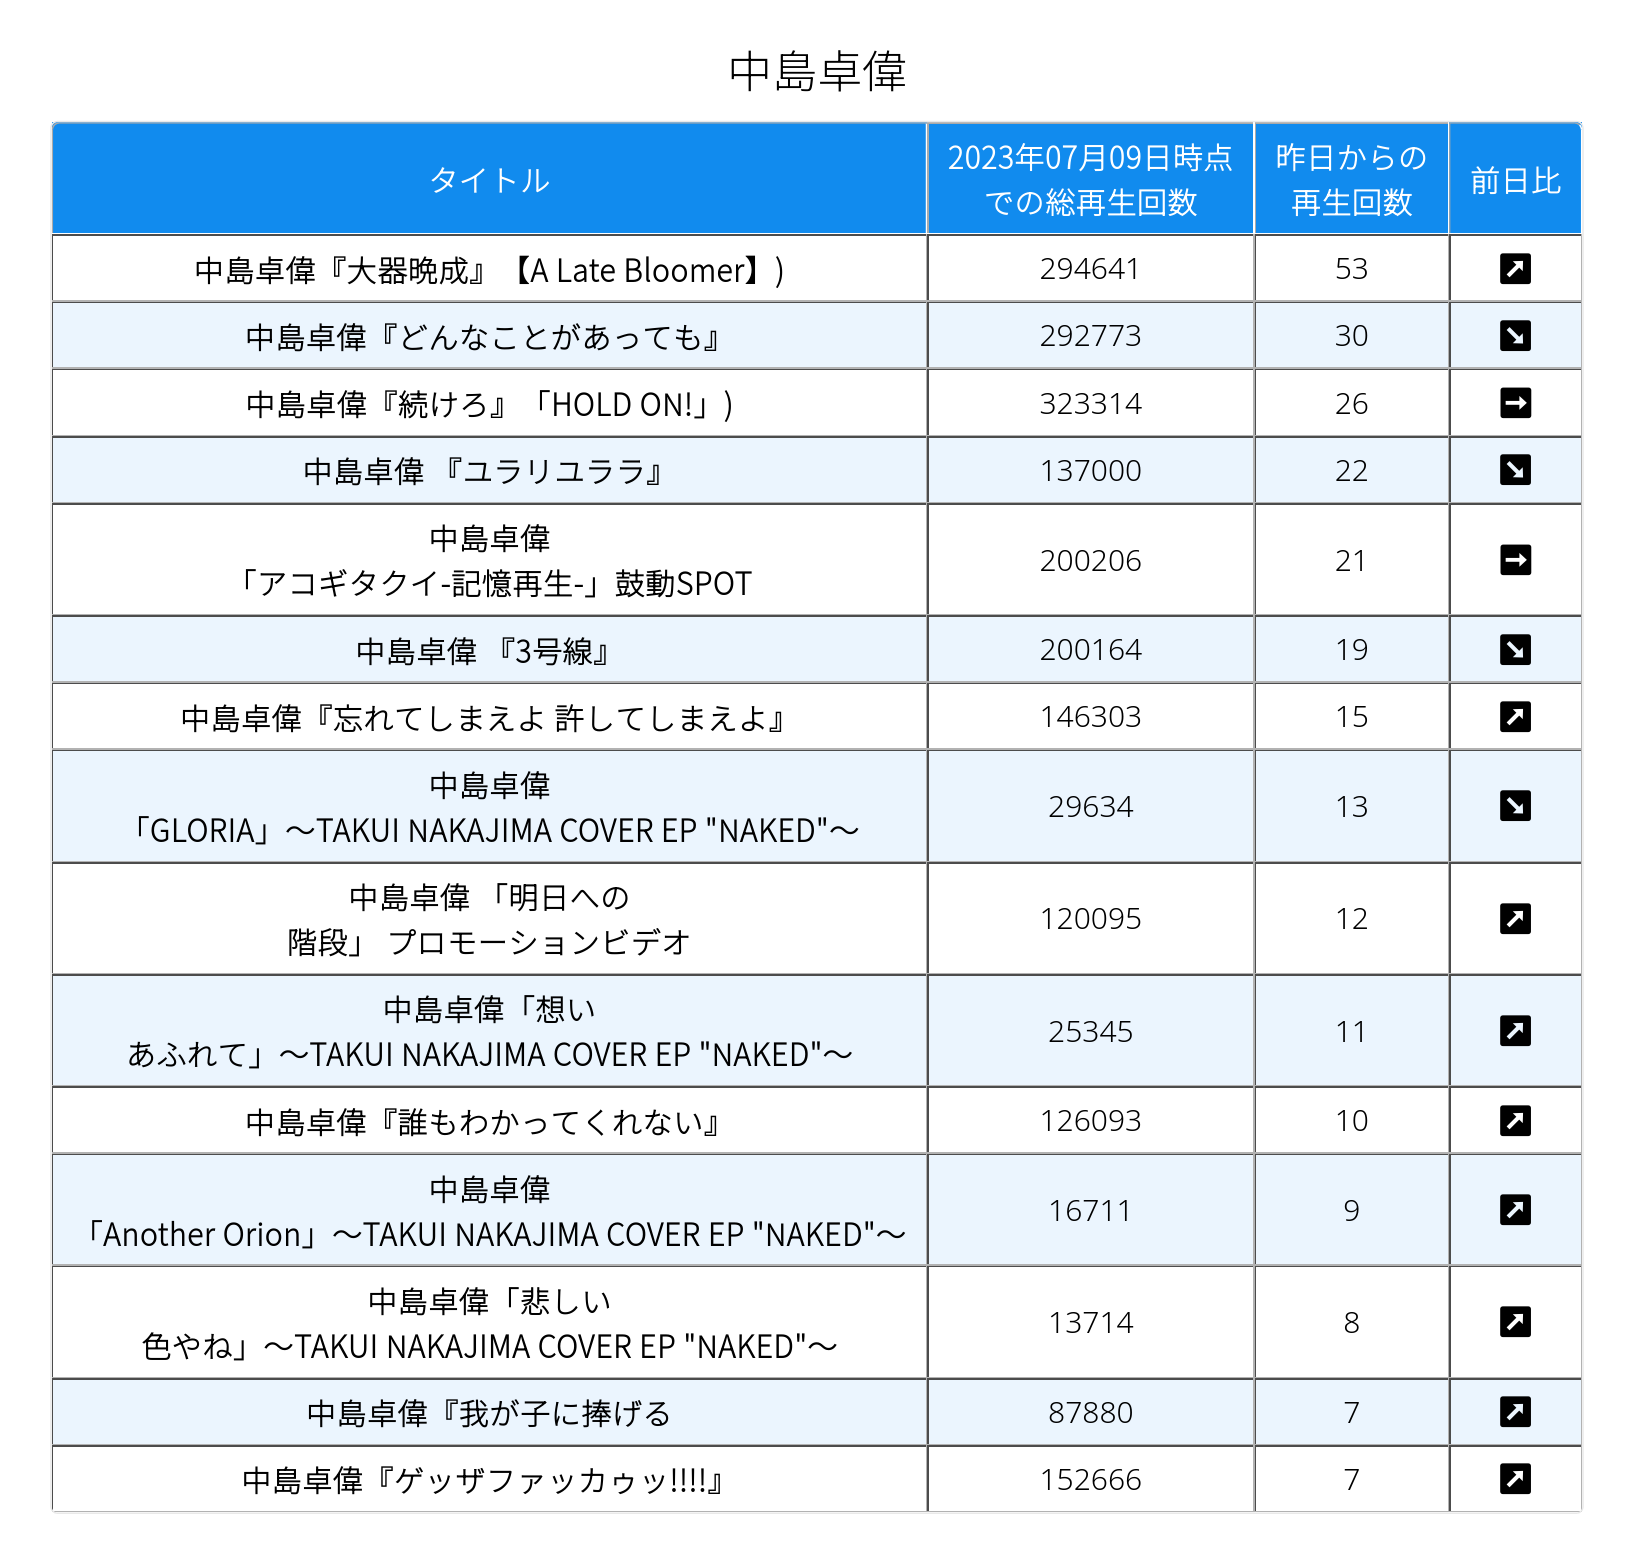 中島卓偉
タイトル
2023年07月09日時点
での総再生回数
昨日からの
再生回数
前日比
中島卓偉『大器晩成』【A Late Bloomer】)
294641
53
中島卓偉『どんなことがあっても』
292773
30
中島卓偉『続けろ』「HOLD ON!」)
323314
26
中島卓偉 『ユラリユララ』
137000
22
中島卓偉
「アコギタクイ-記憶再生-」鼓動SPOT
200206
21
中島卓偉 『3号線』
200164
19
中島卓偉『忘れてしまえよ 許してしまえよ』
146303
15
中島卓偉
「GLORIA」～TAKUI NAKAJIMA COVER EP "NAKED"～
29634
13
中島卓偉 「明日への
階段」 プロモーションビデオ
120095
12
中島卓偉「想い
あふれて」～TAKUI NAKAJIMA COVER EP "NAKED"～
25345
11
中島卓偉『誰もわかってくれない』
126093
10
中島卓偉
「Another Orion」～TAKUI NAKAJIMA COVER EP "NAKED"～
16711
9
中島卓偉「悲しい
色やね」～TAKUI NAKAJIMA COVER EP "NAKED"～
13714
8
中島卓偉『我が子に捧げる
87880
7
中島卓偉『ゲッザファッカゥッ!!!!』
152666
7